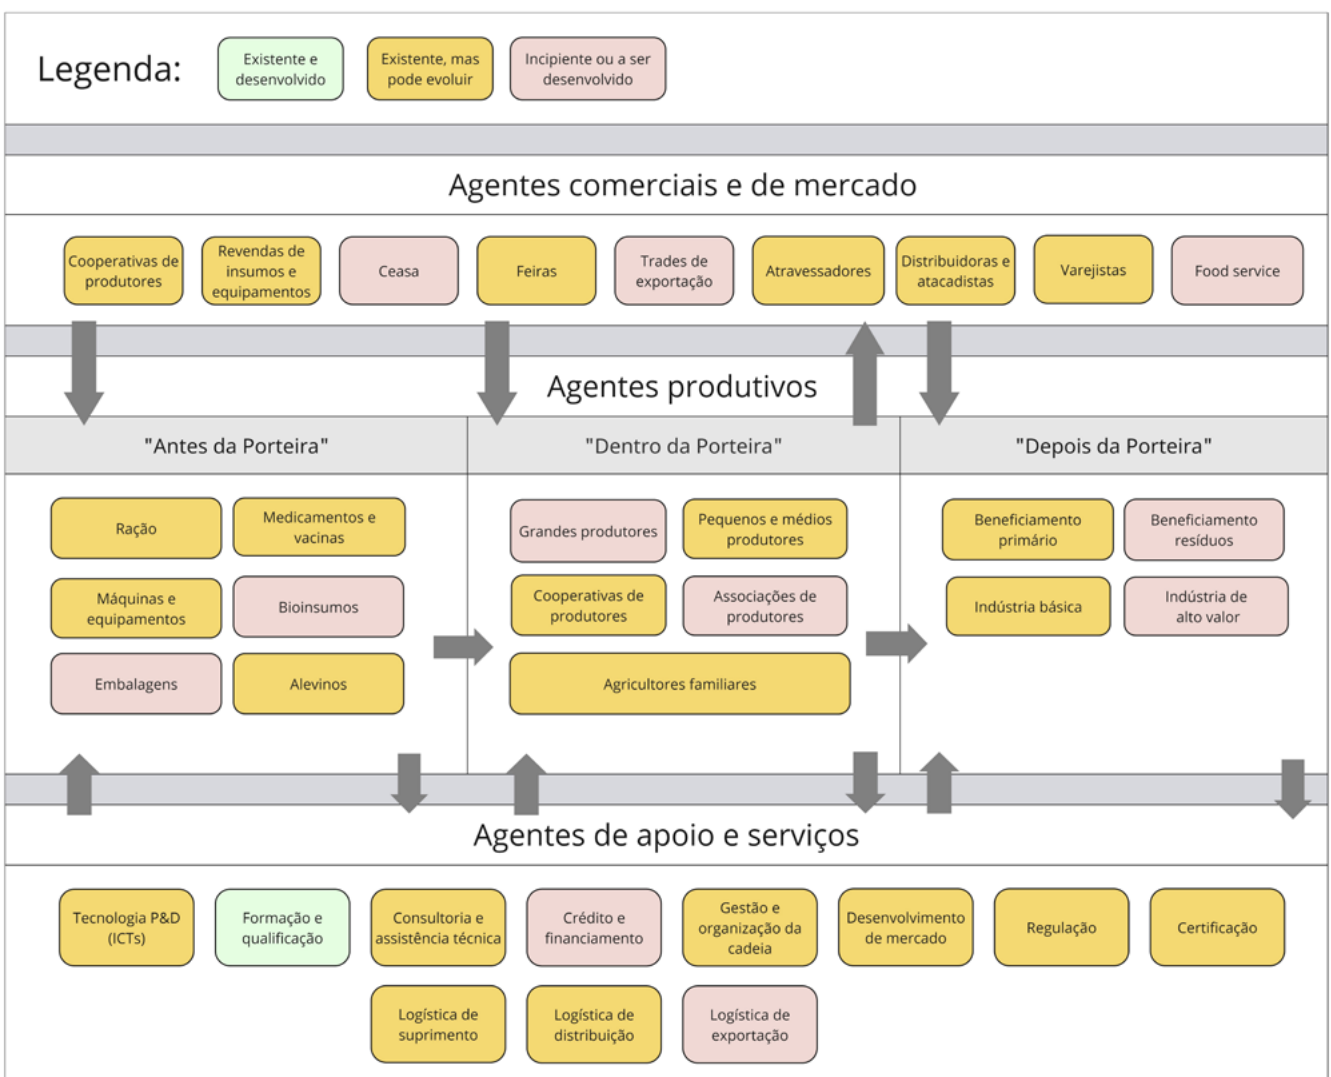 Legenda:
Existente e
desenvolvido
Existente, mas
pode evoluir
Incipiente ou a ser
desenvolvido
Agentes comerciais e de mercado
Cooperativas de
produtores
Revendas de
insumos e
equipamentos
Ceasa
Feiras
Trades de
exportação
Atravessadores
Distribuidoras e
atacadistas
Varejistas
Food service
Agentes produtivos
"Antes da Porteira"
"Dentro da Porteira"
"Depois da Porteira"
Ração
Medicamentos e
vacinas
Máquinas e
equipamentos
Bioinsumos
Embalagens
Alevinos
Grandes produtores
Pequenos e médios
produtores
Cooperativas de
produtores
Associações de
produtores
Agricultores familiares
Beneficiamento
primário
Beneficiamento
resíduos
Indústria básica
Indústria de
alto valor
Agentes de apoio e serviços
Tecnologia P&D
(ICTs)
Formação e
qualificação
Consultoria e
assistência técnica
Crédito e
financiamento
Gestão e
organização da
cadeia
Desenvolvimento
de mercado
Regulação
Certificação
Logística de
suprimento
Logística de
distribuição
Logística de
exportação